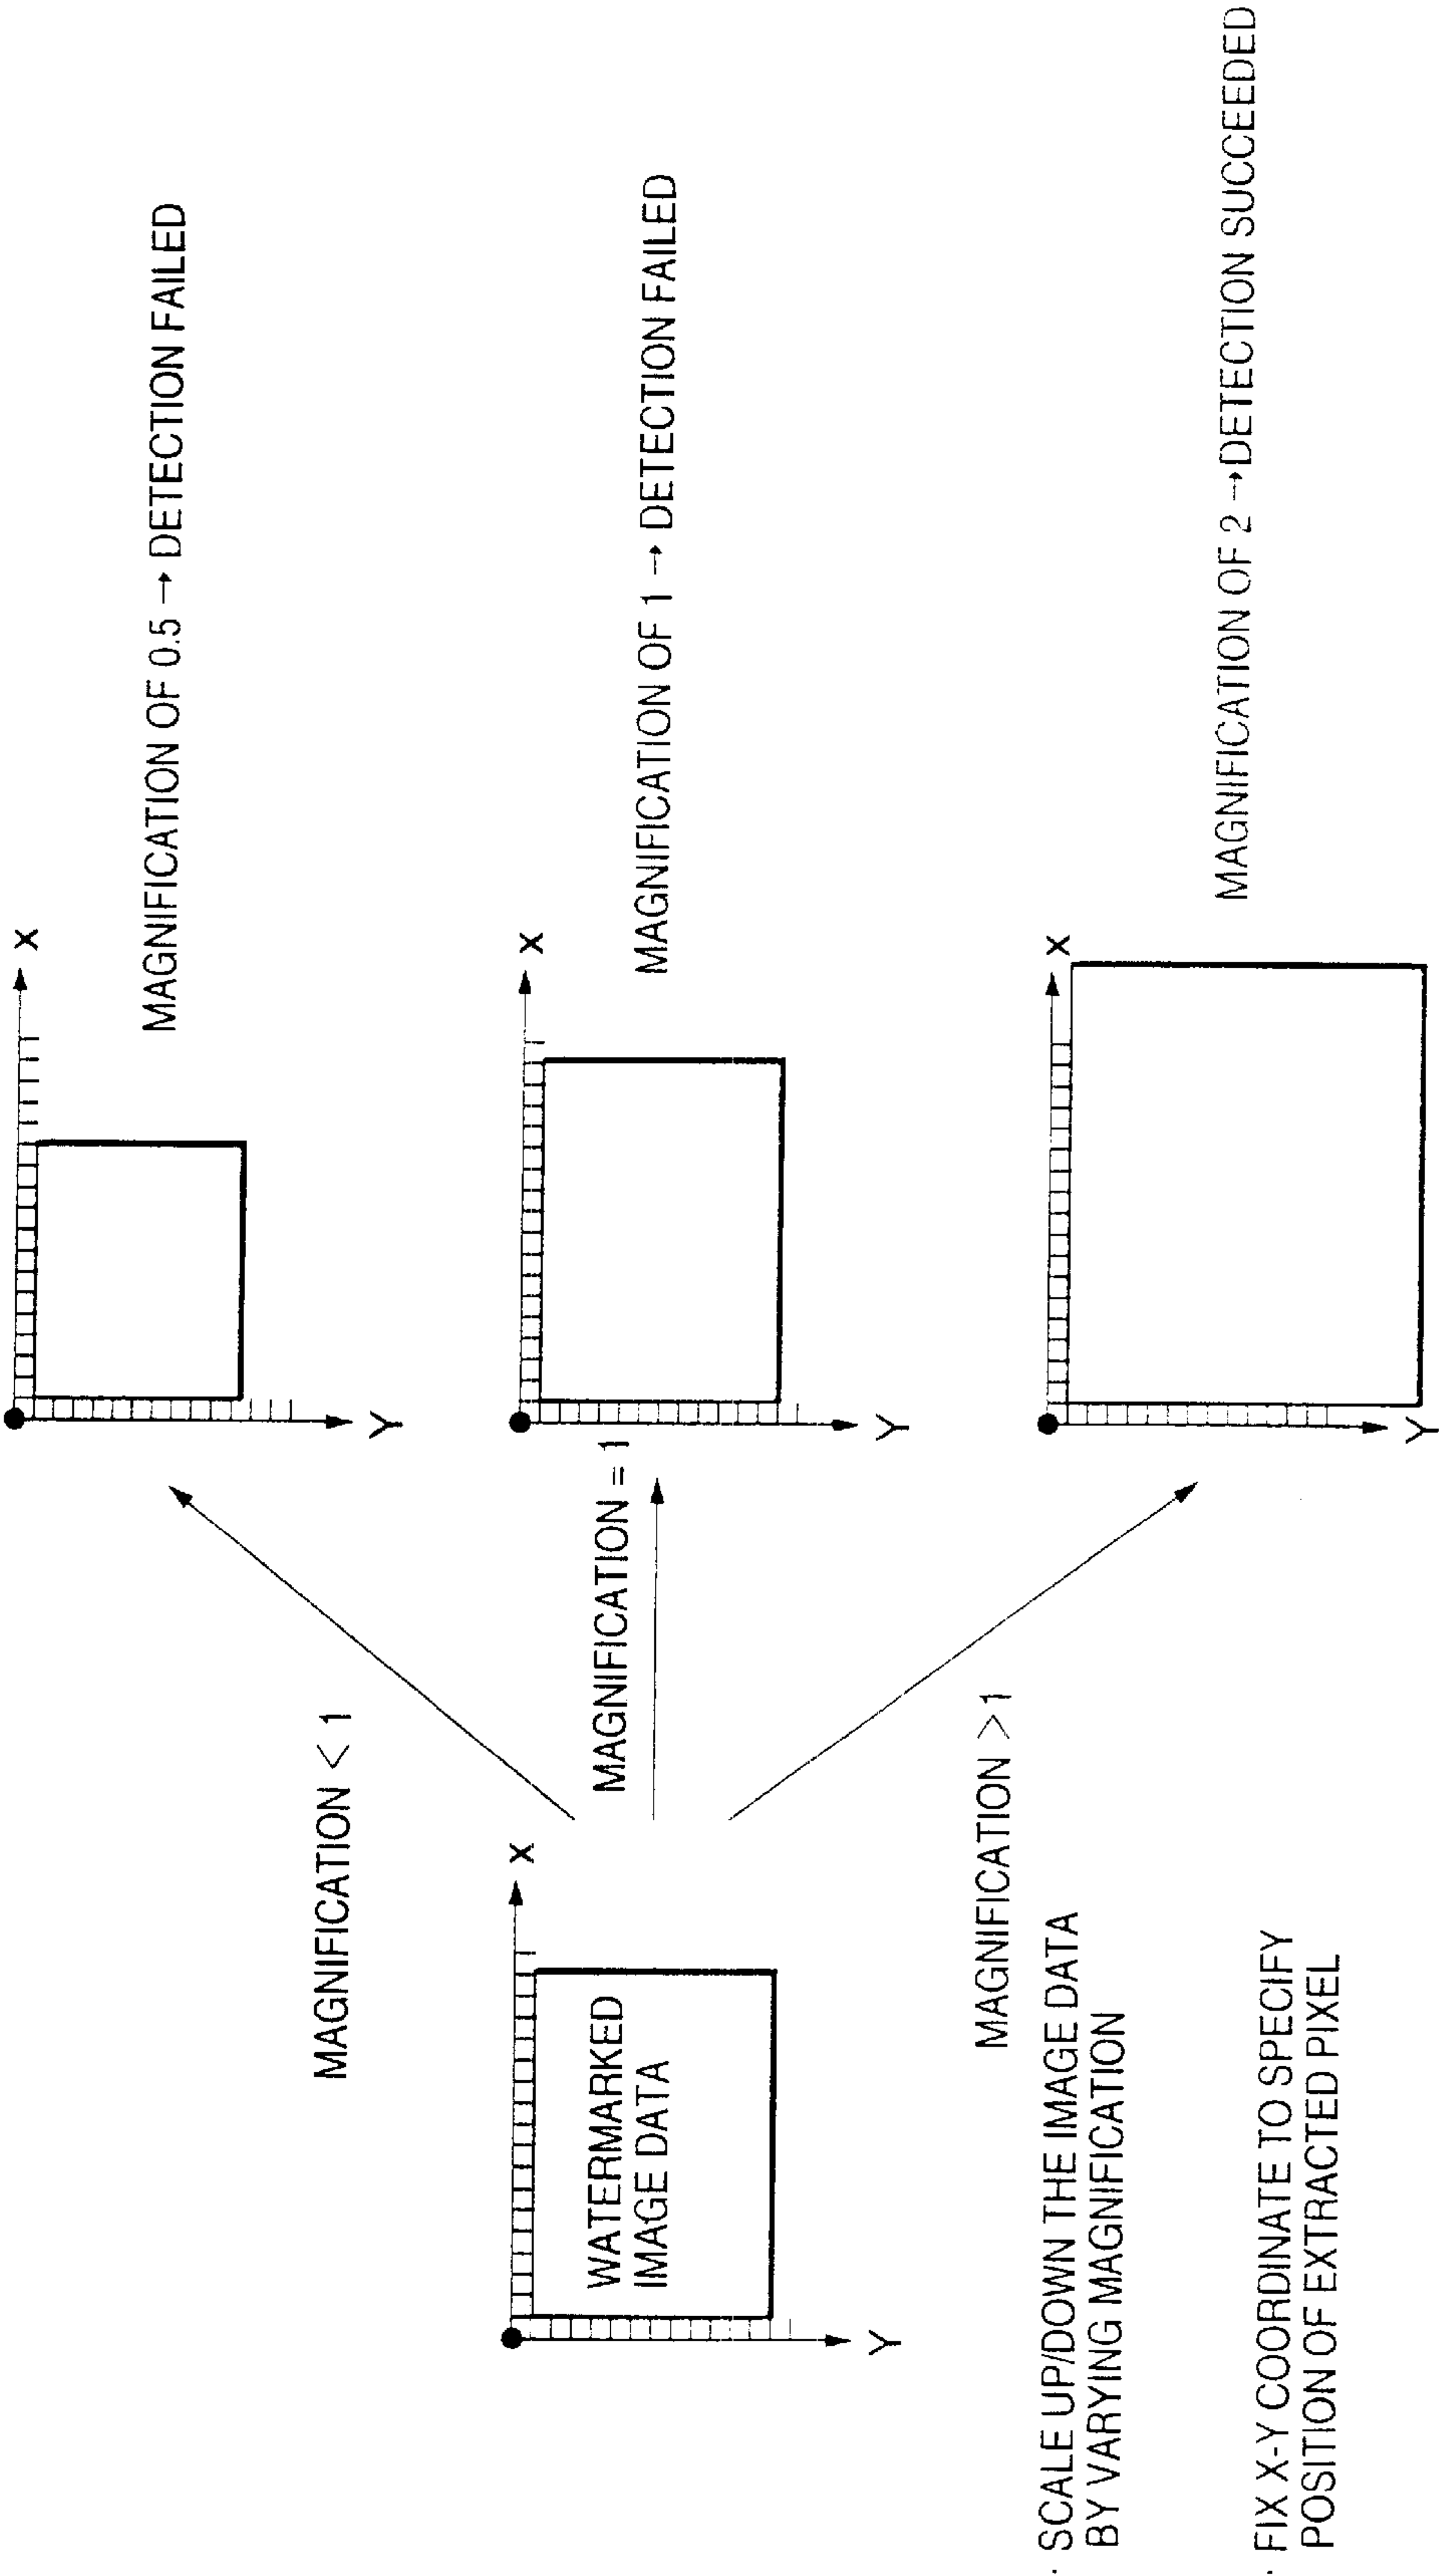 MAGNIFICATION < 1
X
Y
MAGNIFICATION OF 0.5 → DETECTION FAILED
X
Y
WATERMARKED
IMAGE DATA
MAGNIFICATION = 1
X
Y
MAGNIFICATION OF 1 → DETECTION FAILED
MAGNIFICATION > 1
X
Y
MAGNIFICATION OF 2 → DETECTION SUCCEEDED
· SCALE UP/DOWN THE IMAGE DATA
BY VARYING MAGNIFICATION
· FIX X-Y COORDINATE TO SPECIFY
POSITION OF EXTRACTED PIXEL